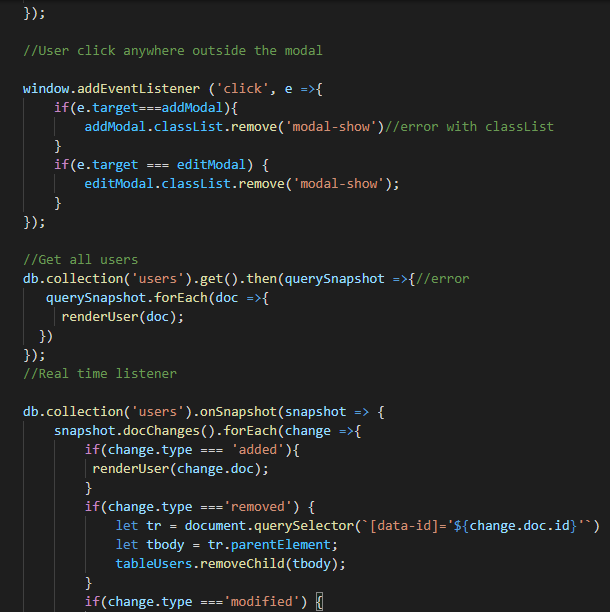 });
//User click anywhere outside the modal
window.addEventListener ('click', e =>{
if(e.target===addModal){
addModal.classList.remove('modal-show')//error with classList
}
if(e.target === editModal) {
editModal.classList.remove('modal-show');
}
});
//Get all users
db.collection('users').get().then(querySnapshot =>{//error
querySnapshot.forEach(doc =>{
renderUser(doc);
})
});
//Real time listener
db.collection('users').onSnapshot(snapshot => {
snapshot.docChanges().forEach(change =>{
if(change.type === 'added'){
renderUser(change.doc);
}
if(change.type ==='removed') {
let tr = document.querySelector(`[data-id]='${change.doc.id}'`)
let tbody = tr.parentElement;
tableUsers.removeChild(tbody);
}
if(change.type ==='modified') {